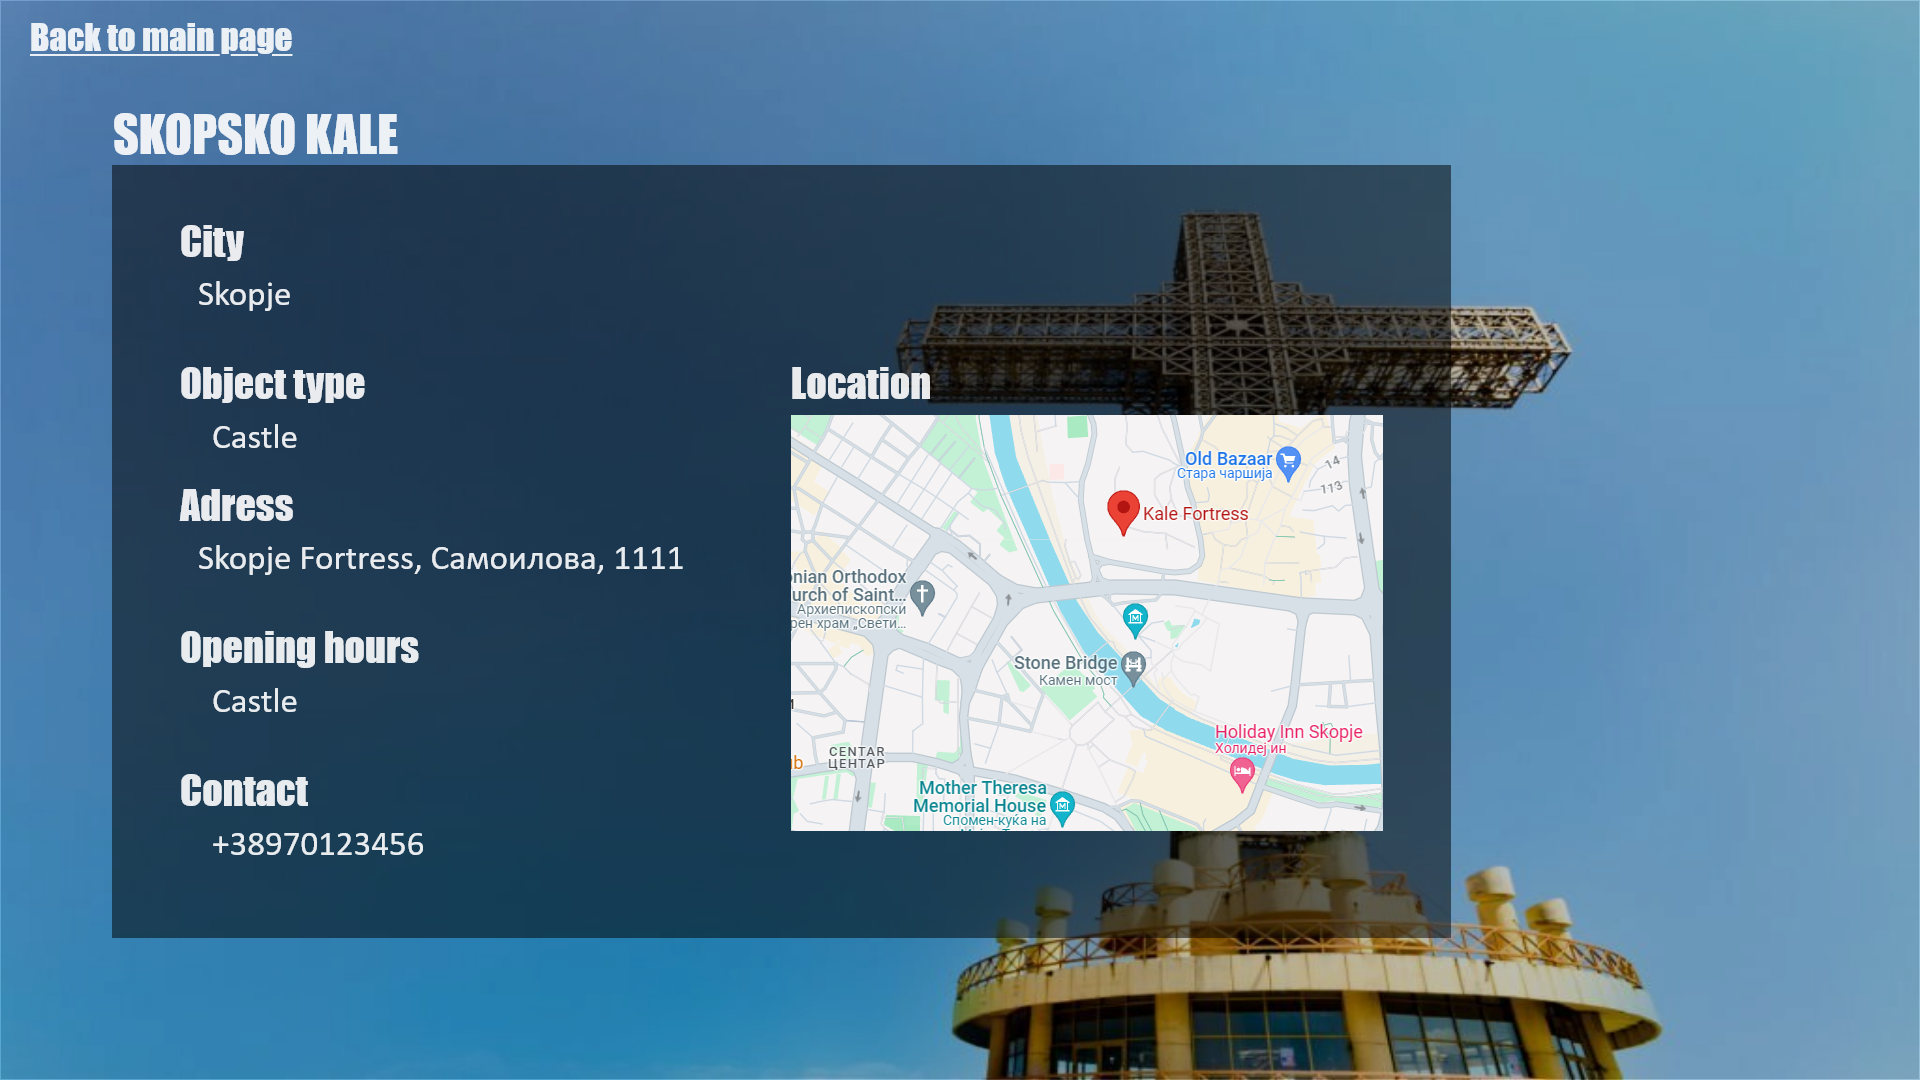 Back to main page
SKOPSKO KALE
City
Skopje
Object type
Castle
Adress
Skopje Fortress, Самоилова, 1111
Opening hours
Castle
Contact
+38970123456
Location
Old Bazaar
Стара чаршија
14
113
Kale Fortress
onian Orthodox
urch of Saint...
Архиепископски
рен храм „Свети...
Stone Bridge
Камен мост
Holiday Inn Skopje
Холидеј ин
CENTAR
ЦЕНТАР
ub
Mother Theresa
Memorial House
Спомен-куќа на